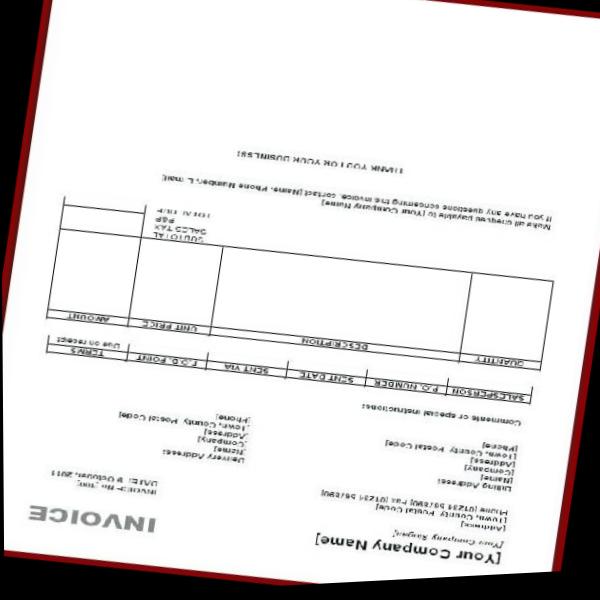 [Your Company Name]
INVOICE
[Your Company Slogan]
[Address]
[Town, County Postal Code]
Phone [01234 567890] Fax [01234 567890]
INVOICE No. [100]
DATE: 9 October, 2011
Billing Address:
[Name]
[Company]
[Address]
[Town, County Postal Code]
[Phone]
Delivery Address:
[Name]
[Company]
[Address]
[Town, County Postal Code]
[Phone]
Comments or special instructions:
SALESPERSON P.O. NUMBER SENT DATE SENT VIA F.O.B. POINT TERMS
Due on receipt
QUANTITY DESCRIPTION UNIT PRICE AMOUNT
SUBTOTAL
SALES TAX
P&P
TOTAL DUE
Make all cheques payable to [Your Company Name]
If you have any questions concerning this invoice, contact [Name, Phone Number, E-mail]
THANK YOU FOR YOUR BUSINESS!